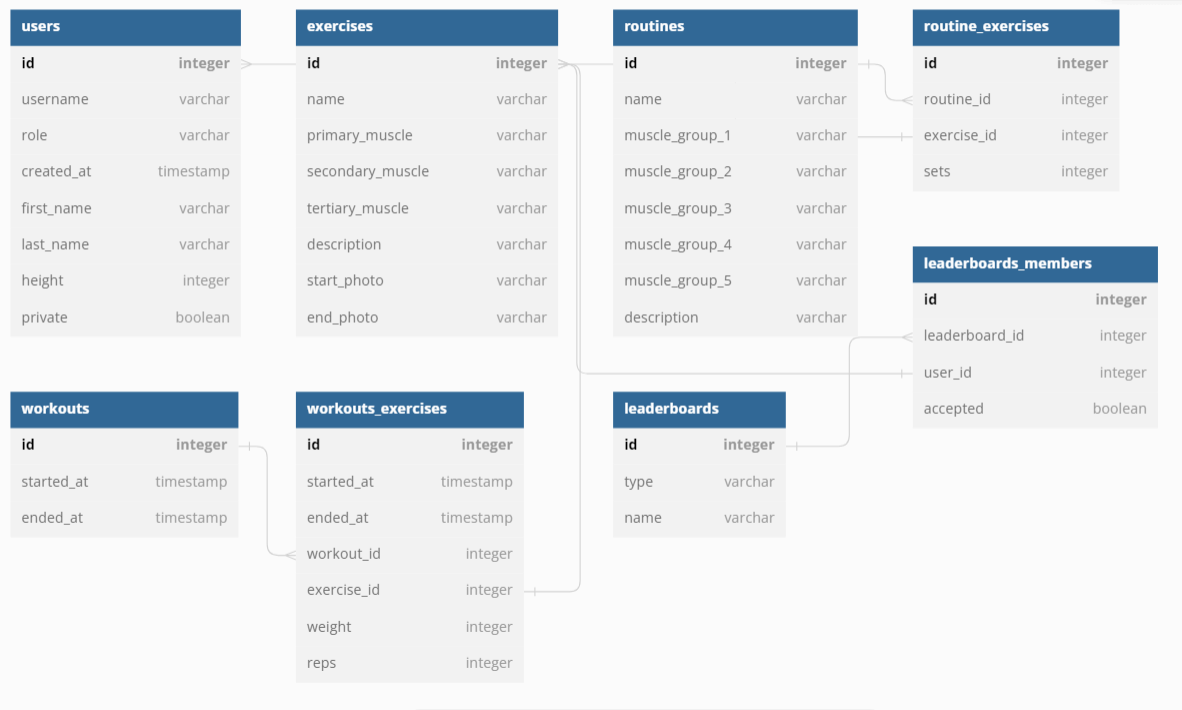 users
id integer
username varchar
role varchar
created_at timestamp
first_name varchar
last_name varchar
height integer
private boolean
exercises
id integer
name varchar
primary_muscle varchar
secondary_muscle varchar
tertiary_muscle varchar
description varchar
start_photo varchar
end_photo varchar
routines
id integer
name varchar
muscle_group_1 varchar
muscle_group_2 varchar
muscle_group_3 varchar
muscle_group_4 varchar
muscle_group_5 varchar
description varchar
routine_exercises
id integer
routine_id integer
exercise_id integer
sets integer
leaderboards_members
id integer
leaderboard_id integer
user_id integer
accepted boolean
workouts
id integer
started_at timestamp
ended_at timestamp
workouts_exercises
id integer
started_at timestamp
ended_at timestamp
workout_id integer
exercise_id integer
weight integer
reps integer
leaderboards
id integer
type varchar
name varchar